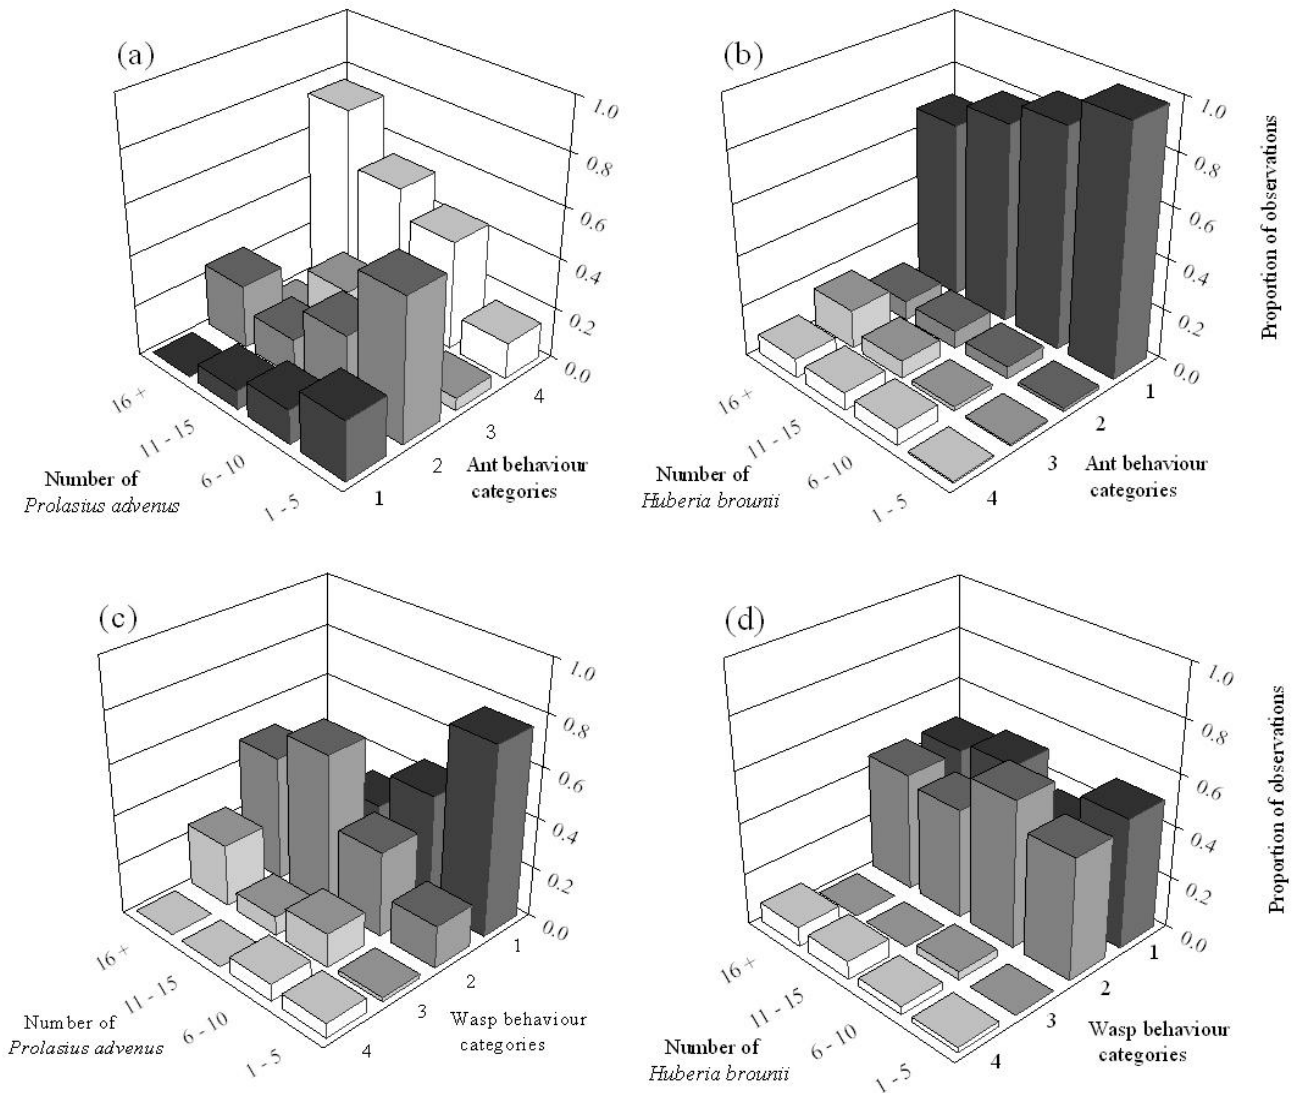 (a)
1.0
0.8
0.6
0.4
0.2
0.0
16 +
11 - 15
6 - 10
1 - 5
1
2
3
4
Number of
Prolasius advenus
Ant behaviour
categories
(b)
1.0
0.8
0.6
0.4
0.2
0.0
16 +
11 - 15
6 - 10
1 - 5
4
3
2
1
Number of
Huberia brounii
Ant behaviour
categories
Proportion of observations
(c)
1.0
0.8
0.6
0.4
0.2
0.0
16 +
11 - 15
6 - 10
1 - 5
4
3
2
1
Number of
Prolasius advenus
Wasp behaviour
categories
(d)
1.0
0.8
0.6
0.4
0.2
0.0
16 +
11 - 15
6 - 10
1 - 5
4
3
2
1
Number of
Huberia brounii
Wasp behaviour
categories
Proportion of observations